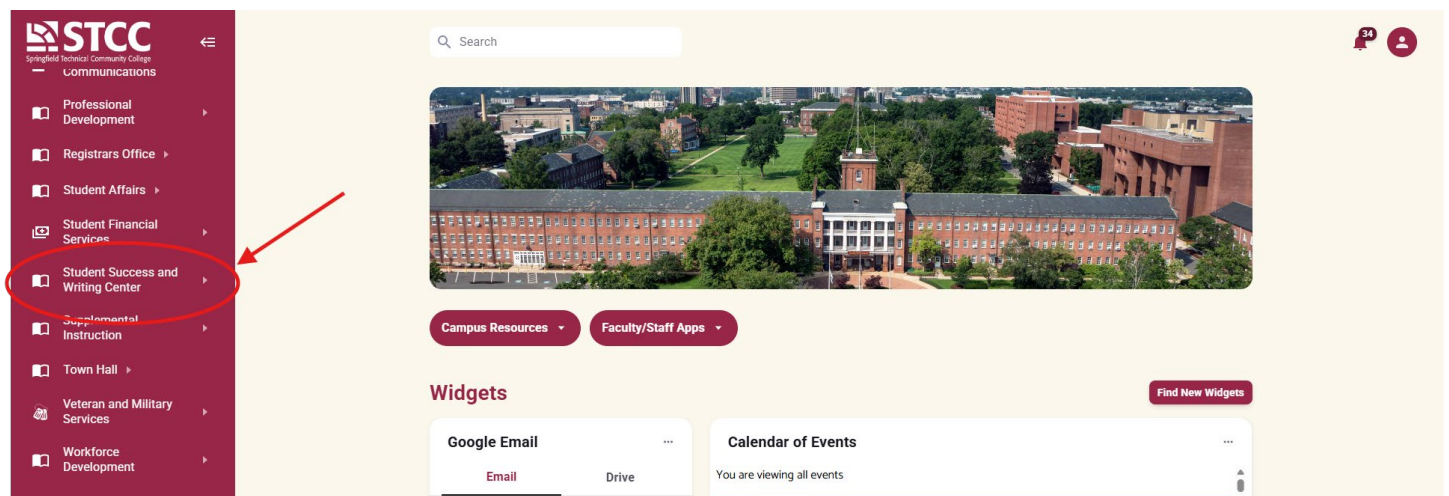 STCC
Springfield Technical Community College
Communications
Professional
Development
Registrars Office
Student Affairs
Student Financial
Services
Student Success and
Writing Center
Supplemental
Instruction
Town Hall
Veteran and Military
Services
Workforce
Development
Search
34
Campus Resources
Faculty/Staff Apps
Widgets
Find New Widgets
Google Email
...
Email
Drive
Calendar of Events
...
You are viewing all events